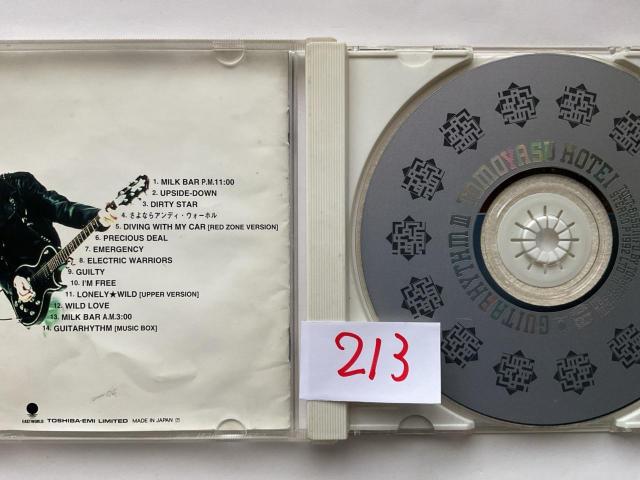 1. MILK BAR P.M.11:00
2. UPSIDE-DOWN
3. DIRTY STAR
4. さよならアンディ・ウォーホル
5. DIVING WITH MY CAR [RED ZONE VERSION]
6. PRECIOUS DEAL
7. EMERGENCY
8. ELECTRIC WARRIORS
9. GUILTY
10. I'M FREE
11. LONELY★WILD [UPPER VERSION]
12. WILD LOVE
13. MILK BAR A.M.3:00
14. GUITARHYTHM [MUSIC BOX]
EASTWORLD
TOSHIBA-EMI LIMITED MADE IN JAPAN
213
TOMOYASU HOTEI
GUITARHYTHM III